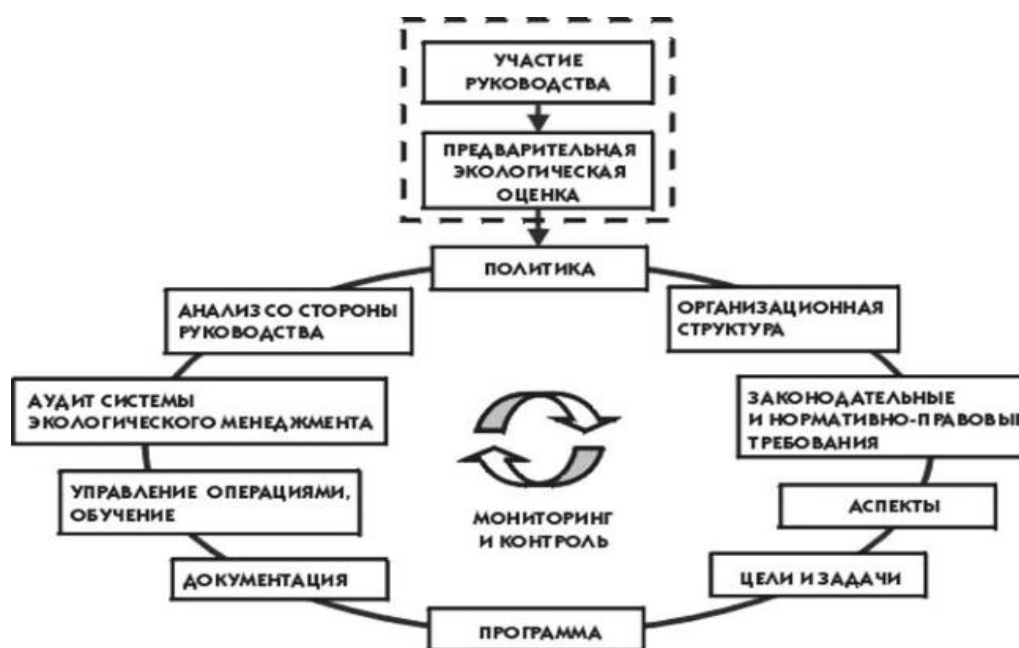 УЧАСТИЕ
РУКОВОДСТВА
ПРЕДВАРИТЕЛЬНАЯ
ЭКОЛОГИЧЕСКАЯ
ОЦЕНКА
ПОЛИТИКА
АНАЛИЗ СО СТОРОНЫ
РУКОВОДСТВА
ОРГАНИЗАЦИОННАЯ
СТРУКТУРА
АУДИТ СИСТЕМЫ
ЭКОЛОГИЧЕСКОГО МЕНЕДЖМЕНТА
ЗАКОНОДАТЕЛЬНЫЕ
И НОРМАТИВНО-ПРАВОВЫЕ
ТРЕБОВАНИЯ
УПРАВЛЕНИЕ ОПЕРАЦИЯМИ,
ОБУЧЕНИЕ
МОНИТОРИНГ
И КОНТРОЛЬ
АСПЕКТЫ
ДОКУМЕНТАЦИЯ
ЦЕЛИ И ЗАДАЧИ
ПРОГРАММА